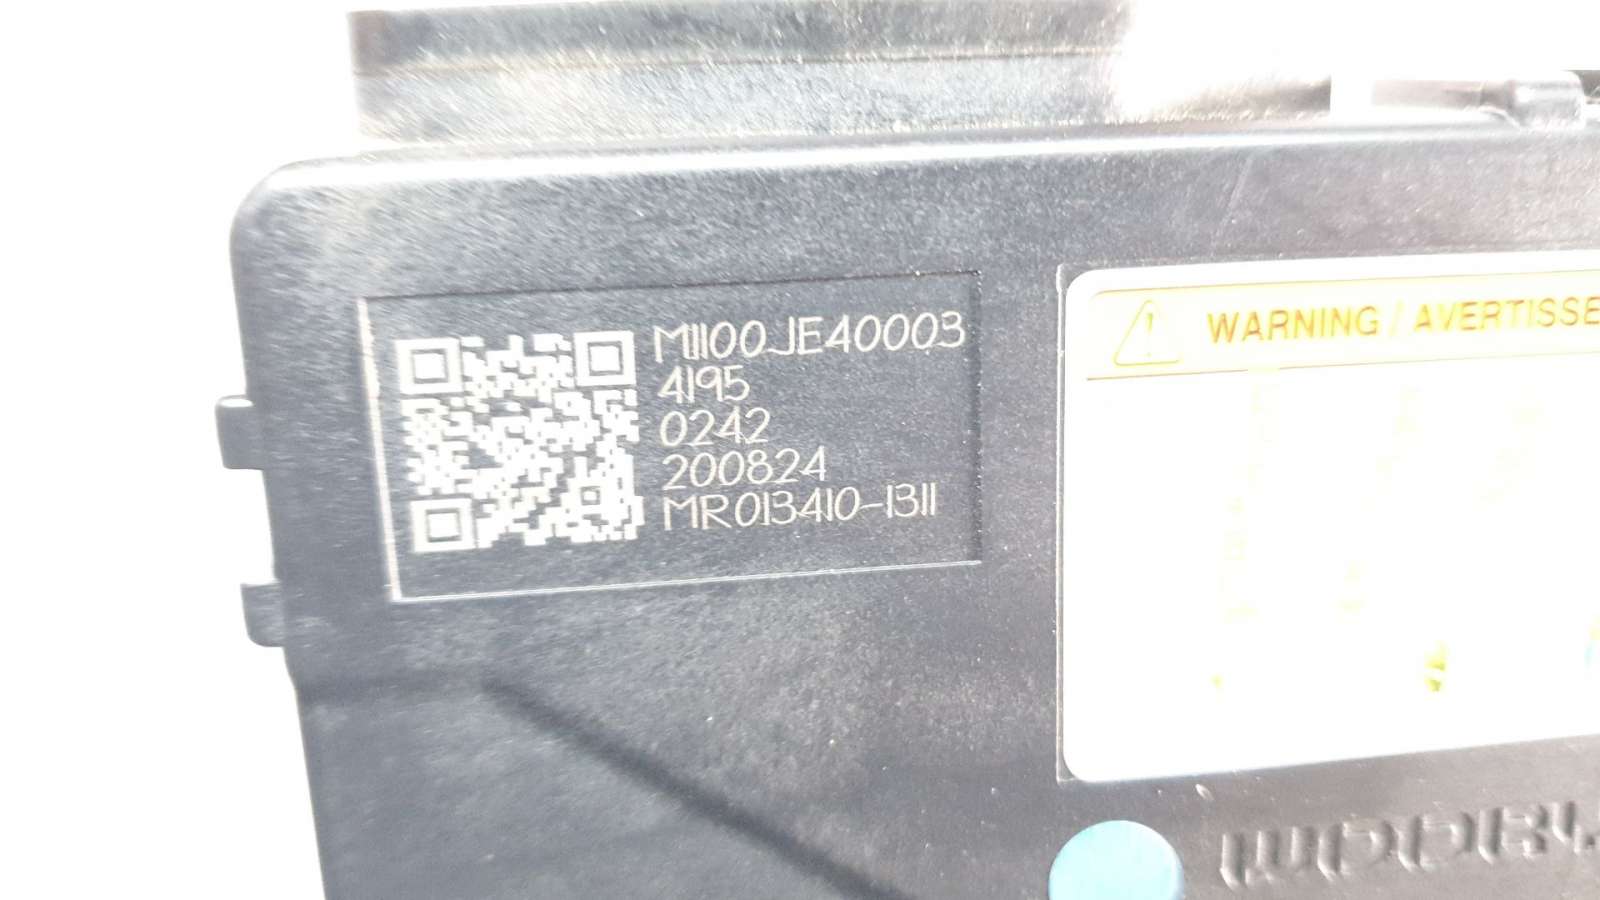 M1100JE40003
4195
0242
200824
MR013410-1311
WARNING / AVERTISSE